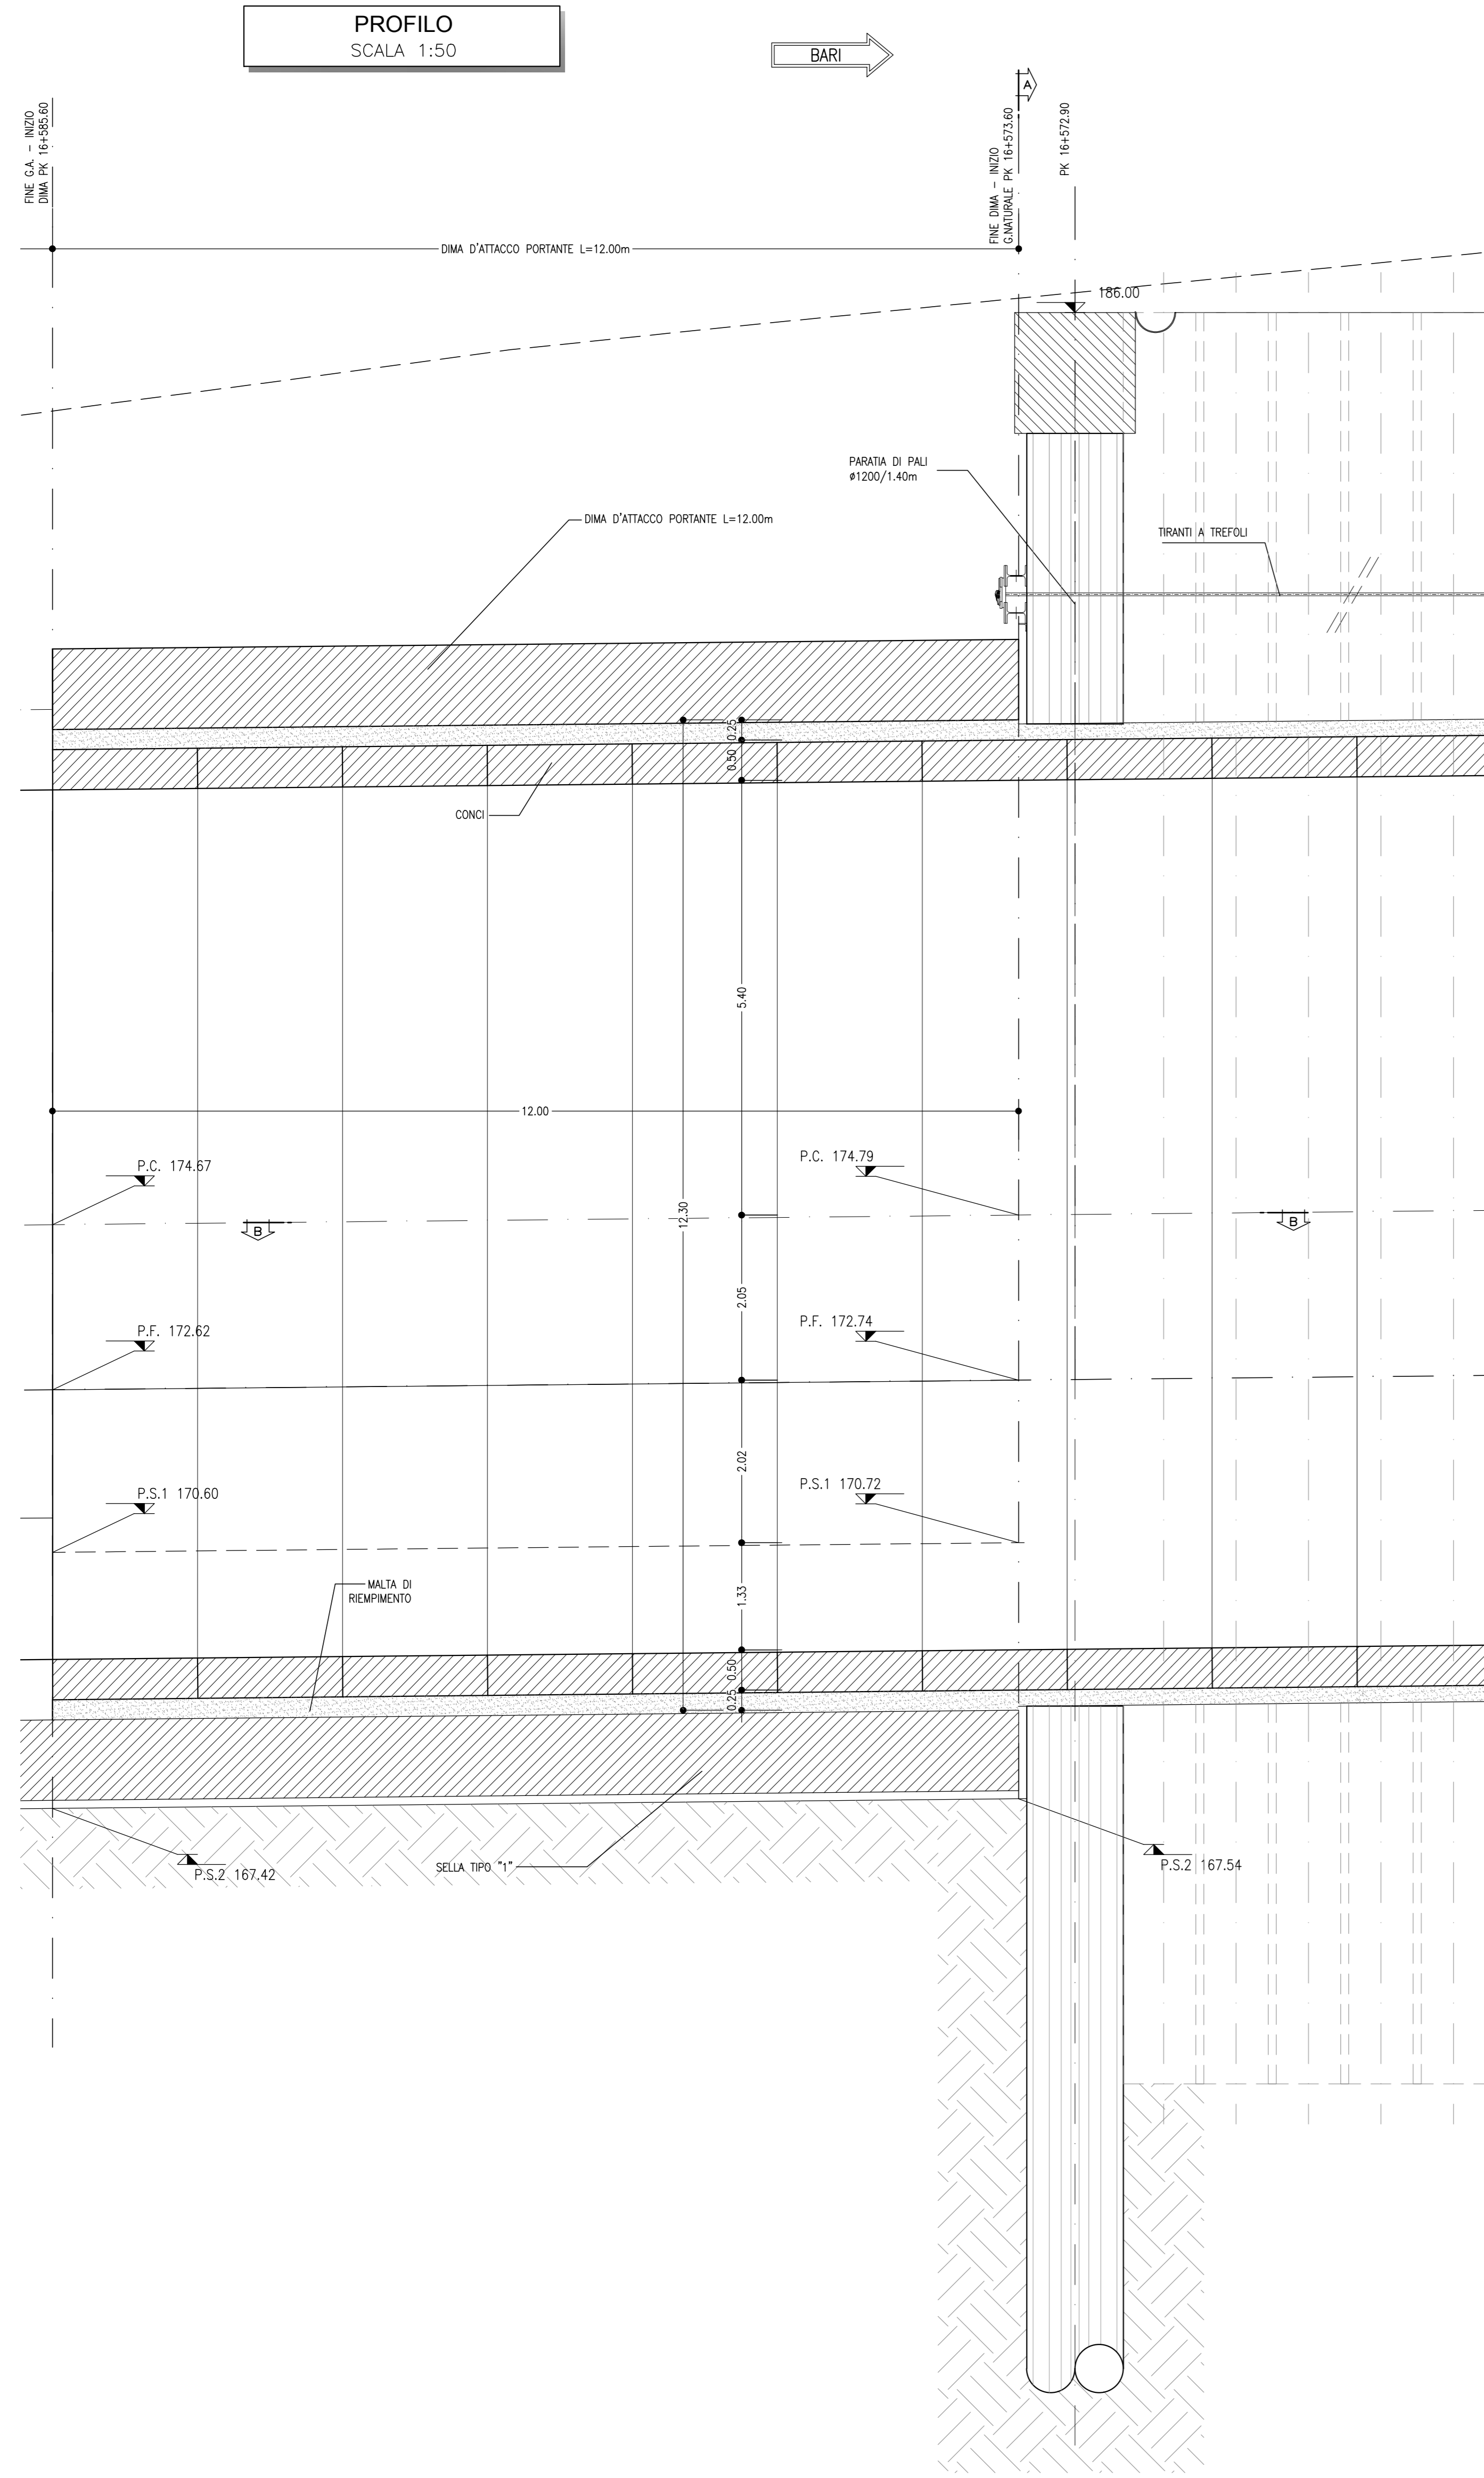 PROFILO
SCALA 1:50
BARI
A
FINE G.A. - INIZIO
DIMA PK 16+585.60
FINE DIMA - INIZIO
G.NATURALE PK 16+573.60
PK 16+572.90
DIMA D'ATTACCO PORTANTE L=12.00m
186.00
PARATIA DI PALI
ø1200/1.40m
DIMA D'ATTACCO PORTANTE L=12.00m
TIRANTI A TREFOLI
0.25
0.50
CONCI
5.40
12.00
P.C. 174.67
P.C. 174.79
12.30
B
B
2.05
P.F. 172.62
P.F. 172.74
2.02
P.S.1 170.60
P.S.1 170.72
MALTA DI
RIEMPIMENTO
1.33
0.50
0.25
SELLA TIPO "1"
P.S.2 167.42
P.S.2 167.54